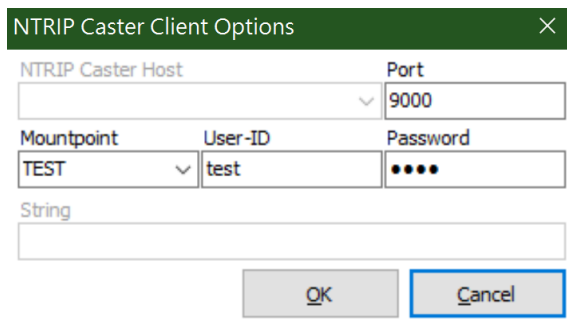 NTRIP Caster Client Options
NTRIP Caster Host Port
9000
Mountpoint User-ID Password
TEST test ●●●●
String
OK Cancel